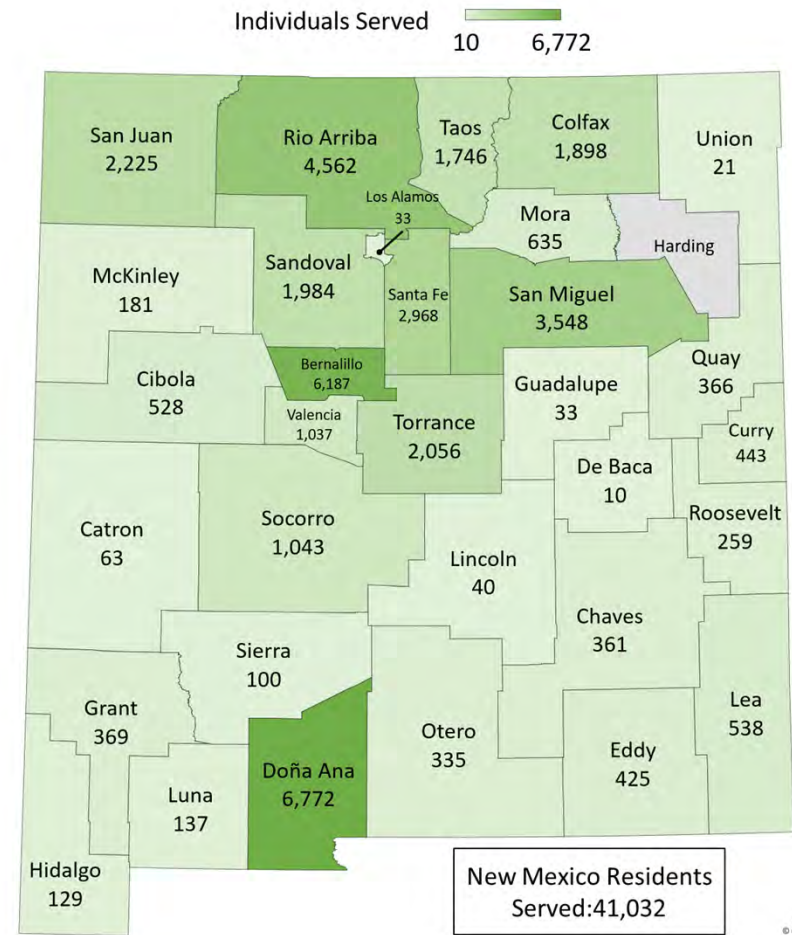 Individuals Served
10 6,772
San Juan
2,225
Rio Arriba
4,562
Taos
1,746
Colfax
1,898
Union
21
Los Alamos
33
Mora
635
Harding
McKinley
181
Sandoval
1,984
Santa Fe
2,968
San Miguel
3,548
Cibola
528
Bernalillo
6,187
Valencia
1,037
Torrance
2,056
Guadalupe
33
Quay
366
Curry
443
De Baca
10
Roosevelt
259
Catron
63
Socorro
1,043
Lincoln
40
Chaves
361
Sierra
100
Grant
369
Doña Ana
6,772
Otero
335
Eddy
425
Lea
538
Luna
137
Hidalgo
129
New Mexico Residents
Served:41,032
©